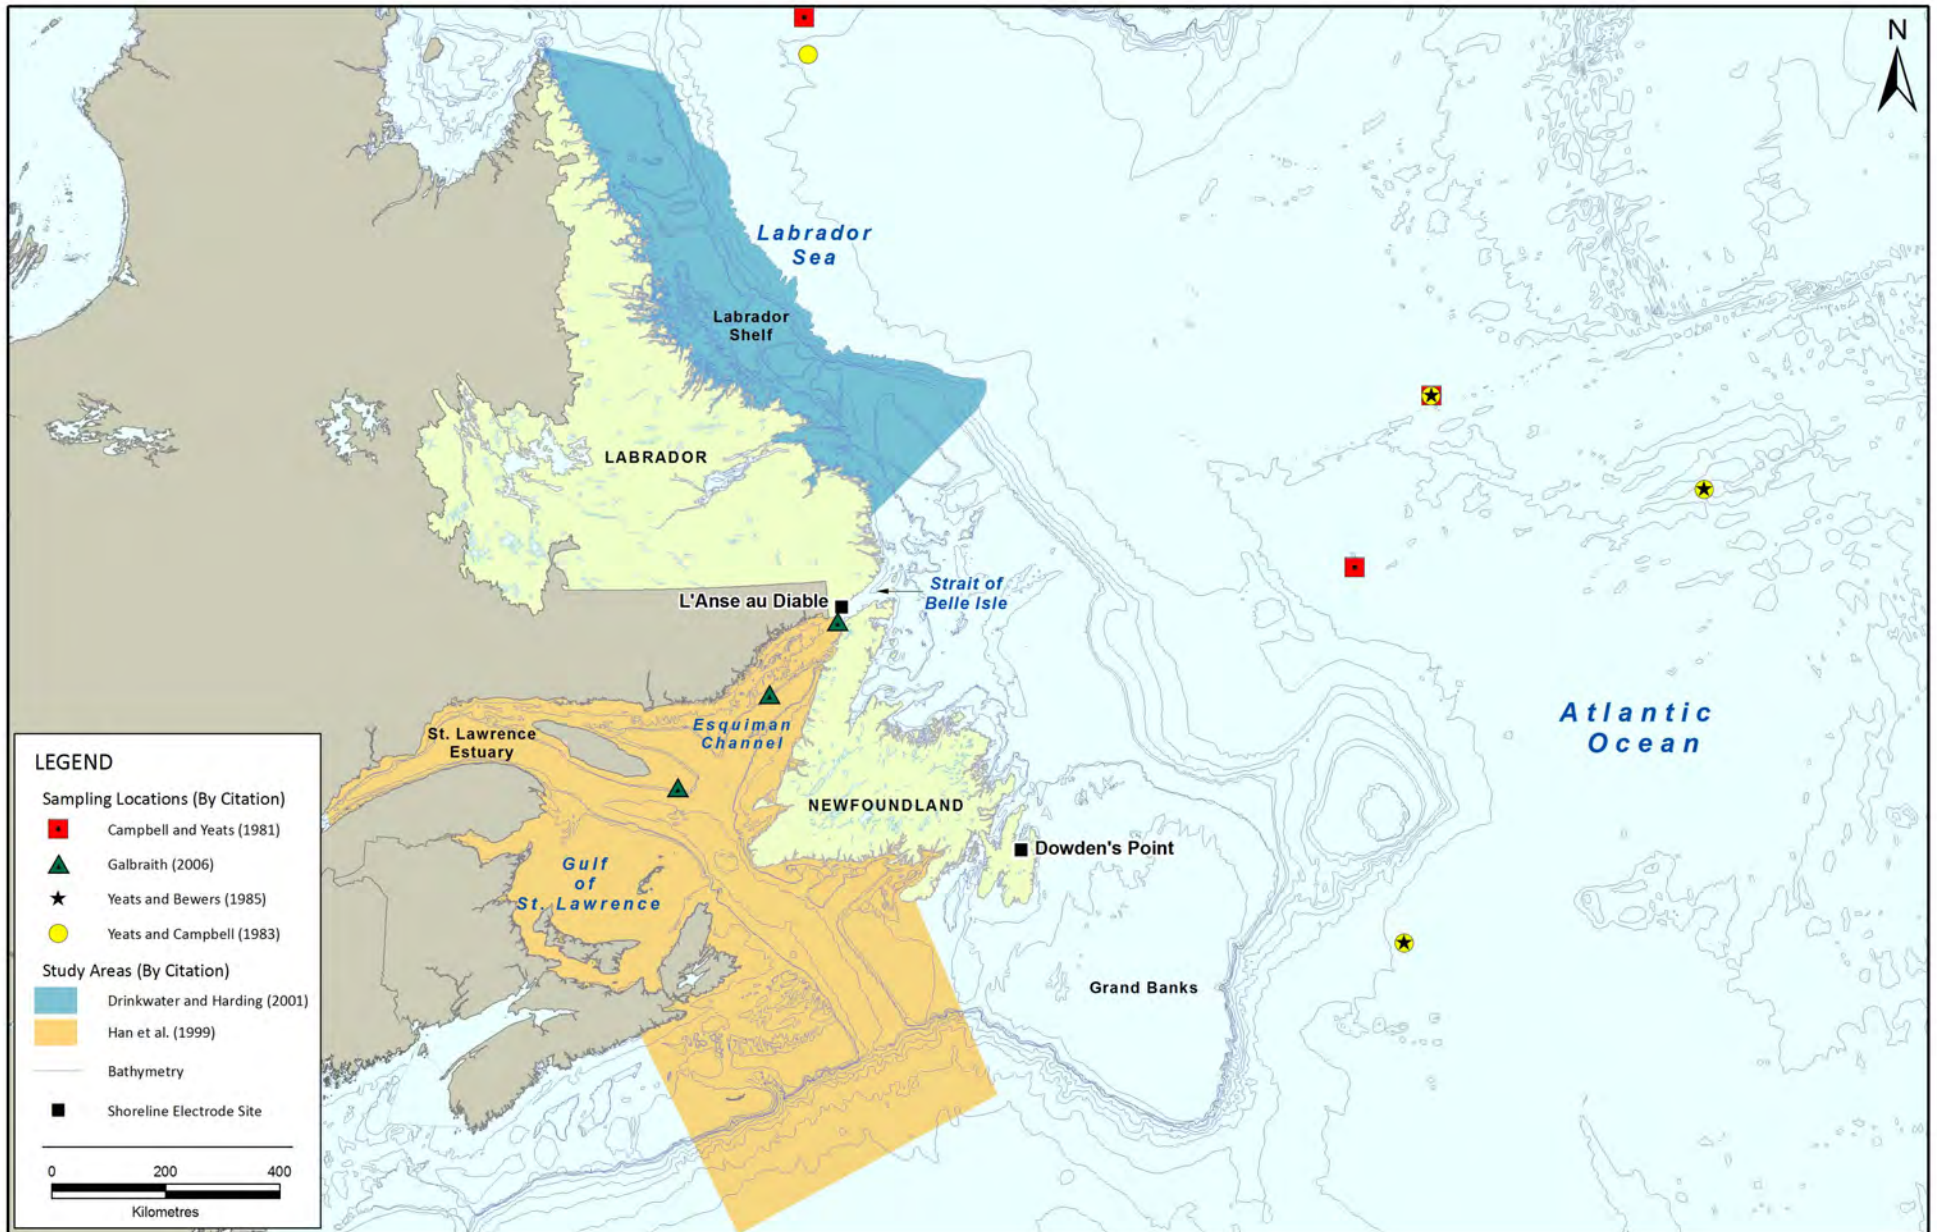 N
Labrador
Sea
Labrador
Shelf
LABRADOR
L'Anse au Diable
Strait of
Belle Isle
Esquiman
Channel
St. Lawrence
Estuary
NEWFOUNDLAND
Dowden's Point
Atlantic
Ocean
Gulf
of
St. Lawrence
Grand Banks
LEGEND
Sampling Locations (By Citation)
Campbell and Yeats (1981)
Galbraith (2006)
Yeats and Bewers (1985)
Yeats and Campbell (1983)
Study Areas (By Citation)
Drinkwater and Harding (2001)
Han et al. (1999)
Bathymetry
Shoreline Electrode Site
0 200 400
Kilometres